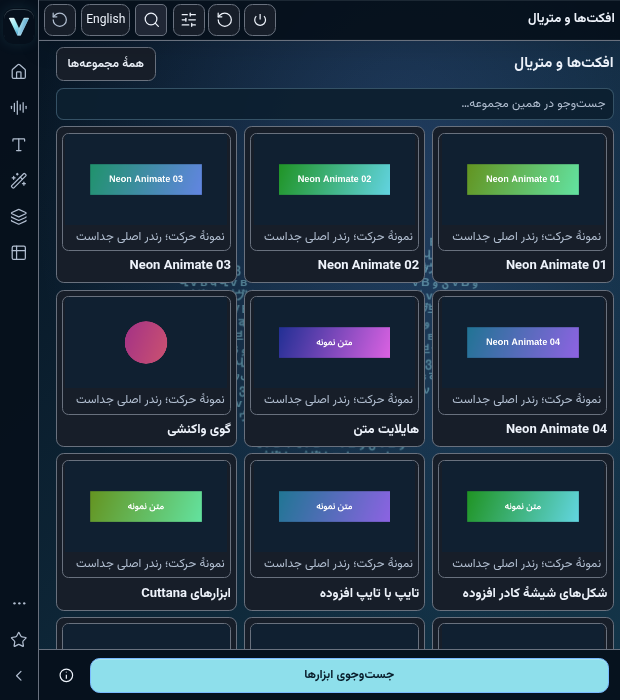 افکت‌ها و متریال
English
افکت‌ها و متریال
همهٔ مجموعه‌ها
جست‌وجو در همین مجموعه...
Neon Animate 01
نمونهٔ حرکت؛ رندر اصلی جداست
Neon Animate 01
Neon Animate 02
نمونهٔ حرکت؛ رندر اصلی جداست
Neon Animate 02
Neon Animate 03
نمونهٔ حرکت؛ رندر اصلی جداست
Neon Animate 03
Neon Animate 04
نمونهٔ حرکت؛ رندر اصلی جداست
Neon Animate 04
متن نمونه
نمونهٔ حرکت؛ رندر اصلی جداست
هایلایت متن
نمونهٔ حرکت؛ رندر اصلی جداست
گوی واکنشی
متن نمونه
نمونهٔ حرکت؛ رندر اصلی جداست
شکل‌های شیشهٔ کادر افزوده
متن نمونه
نمونهٔ حرکت؛ رندر اصلی جداست
تایپ با تایپ افزوده
متن نمونه
نمونهٔ حرکت؛ رندر اصلی جداست
ابزارهای Cuttana
جست‌وجوی ابزارها